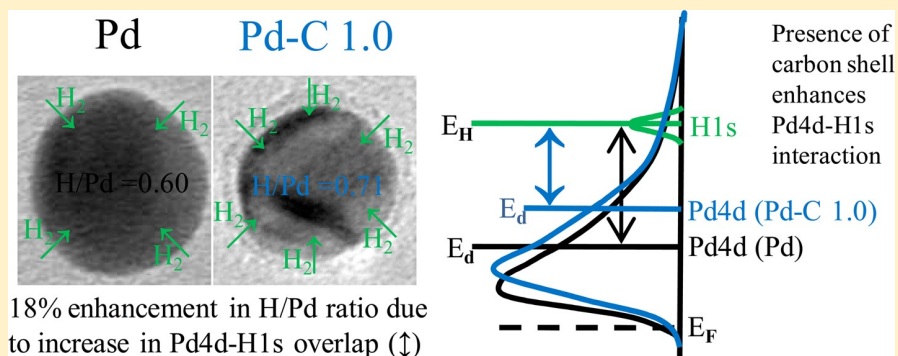 Pd
Pd-C 1.0
H2
H2
H2
H2
H/Pd =0.60
H2
H2
H2
H2
H2
H2
H2
H/Pd =0.71
18% enhancement in H/Pd ratio due
to increase in Pd4d-H1s overlap (↕)
EH
H1s
Ed
Pd4d (Pd-C 1.0)
Ed
Pd4d (Pd)
EF
Presence of
carbon shell
enhances
Pd4d-H1s
interaction